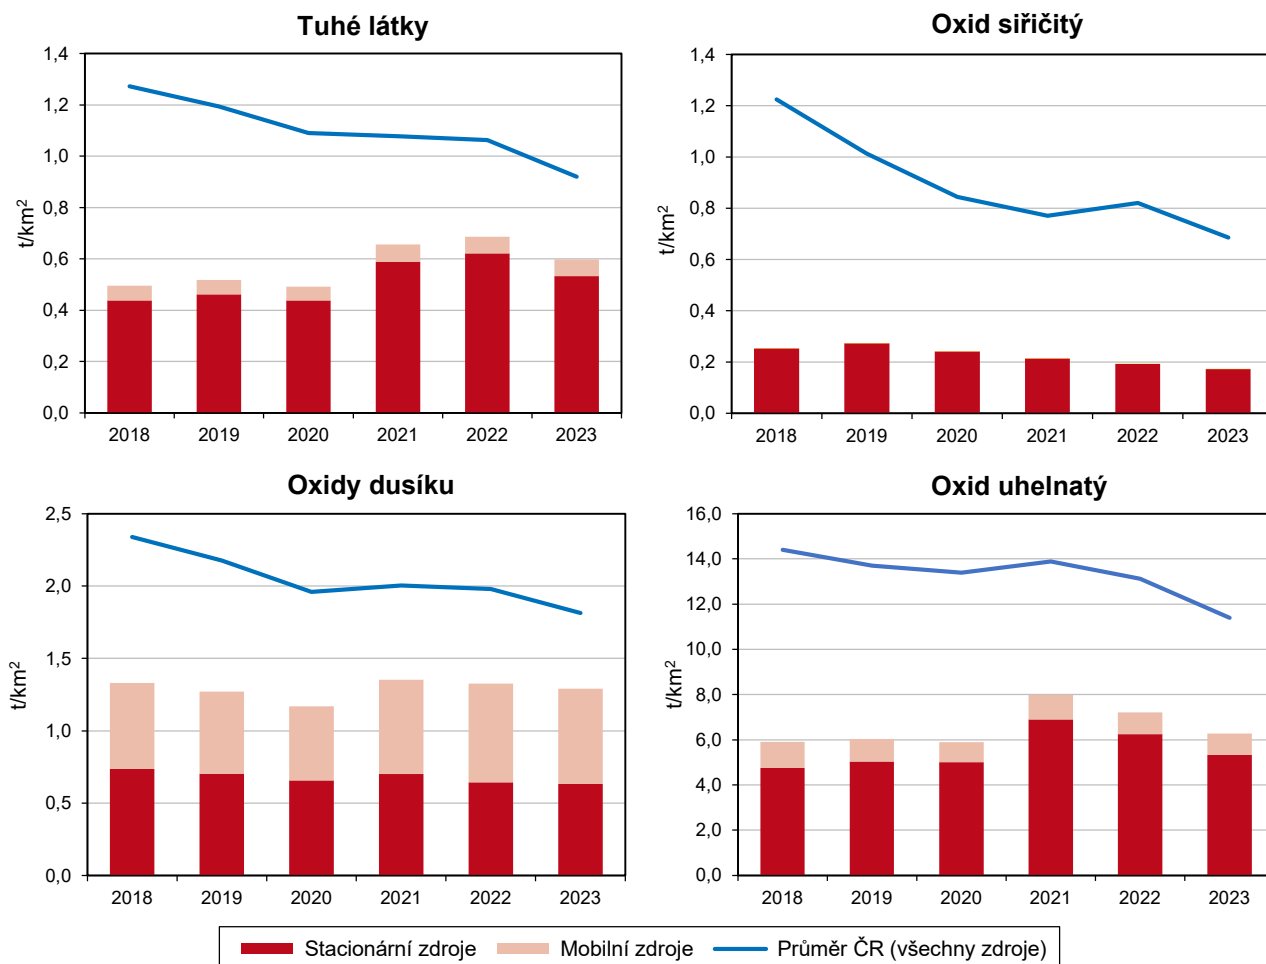 Tuhé látky
1,4
1,2
1,0
0,8
0,6
0,4
0,2
0,0
t/km²
2018 2019 2020 2021 2022 2023
Oxid siřičitý
1,4
1,2
1,0
0,8
0,6
0,4
0,2
0,0
t/km²
2018 2019 2020 2021 2022 2023
Oxidy dusíku
2,5
2,0
1,5
1,0
0,5
0,0
t/km²
2018 2019 2020 2021 2022 2023
Oxid uhelnatý
16,0
14,0
12,0
10,0
8,0
6,0
4,0
2,0
0,0
t/km²
2018 2019 2020 2021 2022 2023
Stacionární zdroje Mobilní zdroje Průměr ČR (všechny zdroje)